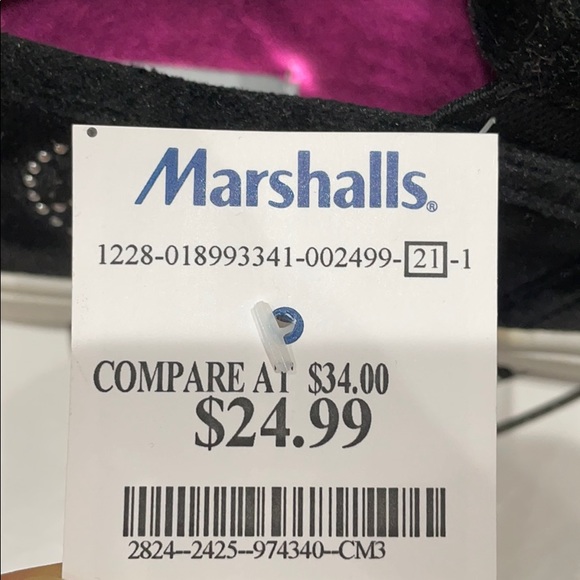 Marshalls®
1228-018993341-002499-21-1
COMPARE AT $34.00
$24.99
2824--2425--974340--CM3